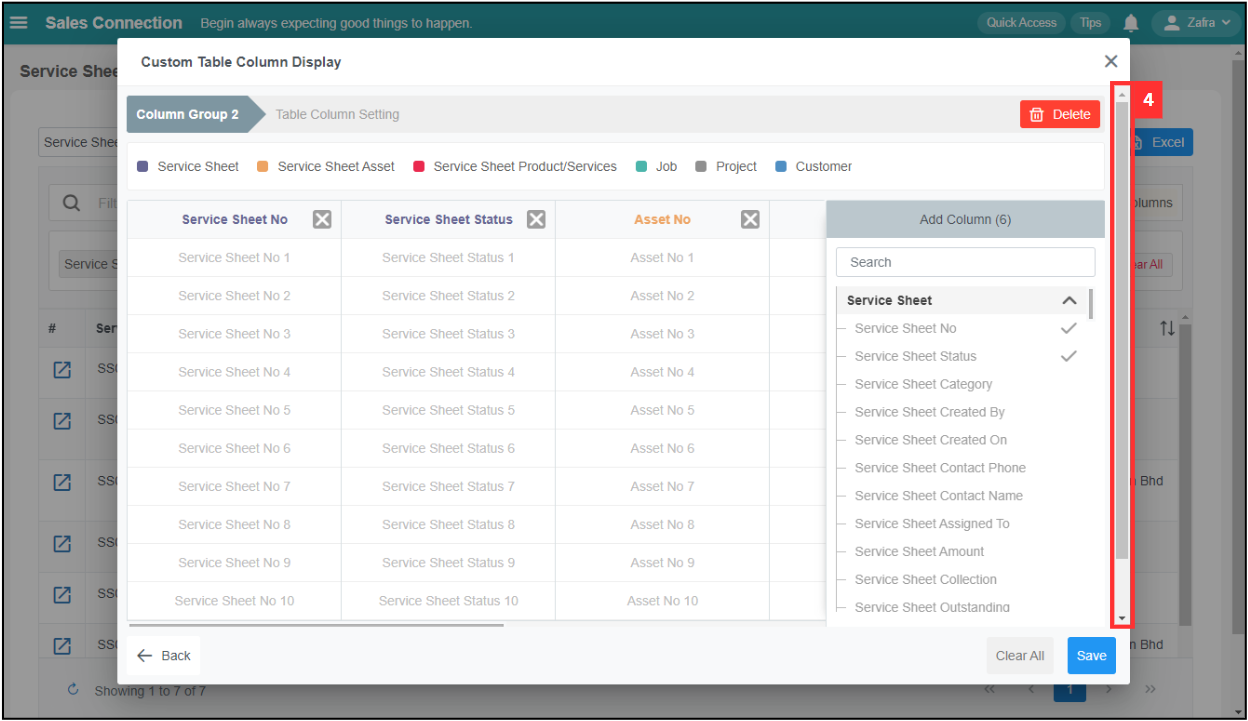 Sales Connection Begin always expecting good things to happen. Quick Access Tips Zafra
Service Shee
Custom Table Column Display
Column Group 2 Table Column Setting Delete
4
Service Shee Excel
Service Sheet Service Sheet Asset Service Sheet Product/Services Job Project Customer
Filt olumns
Service Sheet No Service Sheet Status Asset No Add Column (6)
Service S ear All
Service Sheet No 1 Service Sheet Status 1 Asset No 1 Search
Service Sheet No 2 Service Sheet Status 2 Asset No 2 Service Sheet
# Ser Service Sheet No 3 Service Sheet Status 3 Asset No 3 Service Sheet No
Service Sheet Status
SS Service Sheet No 4 Service Sheet Status 4 Asset No 4 Service Sheet Category
Service Sheet No 5 Service Sheet Status 5 Asset No 5 Service Sheet Created By
SS
Service Sheet No 6 Service Sheet Status 6 Asset No 6 Service Sheet Created On
Service Sheet Contact Phone
SS Service Sheet No 7 Service Sheet Status 7 Asset No 7 Service Sheet Contact Name Bhd
Service Sheet No 8 Service Sheet Status 8 Asset No 8 Service Sheet Assigned To
SS
Service Sheet No 9 Service Sheet Status 9 Asset No 9 Service Sheet Amount
Service Sheet Collection
SS Service Sheet No 10 Service Sheet Status 10 Asset No 10 Service Sheet Outstanding
SS Back Clear All Save n Bhd
Showing 1 to 7 of 7 << < 1 > >>